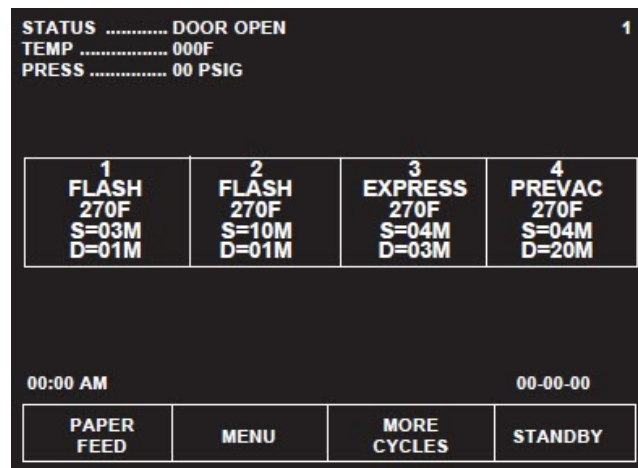 STATUS ............ DOOR OPEN 1
TEMP ................. 000F
PRESS ............... 00 PSIG
1 2 3 4
FLASH FLASH EXPRESS PREVAC
270F 270F 270F 270F
S=03M S=10M S=04M S=04M
D=01M D=01M D=03M D=20M
00:00 AM 00-00-00
PAPER FEED MENU MORE CYCLES STANDBY